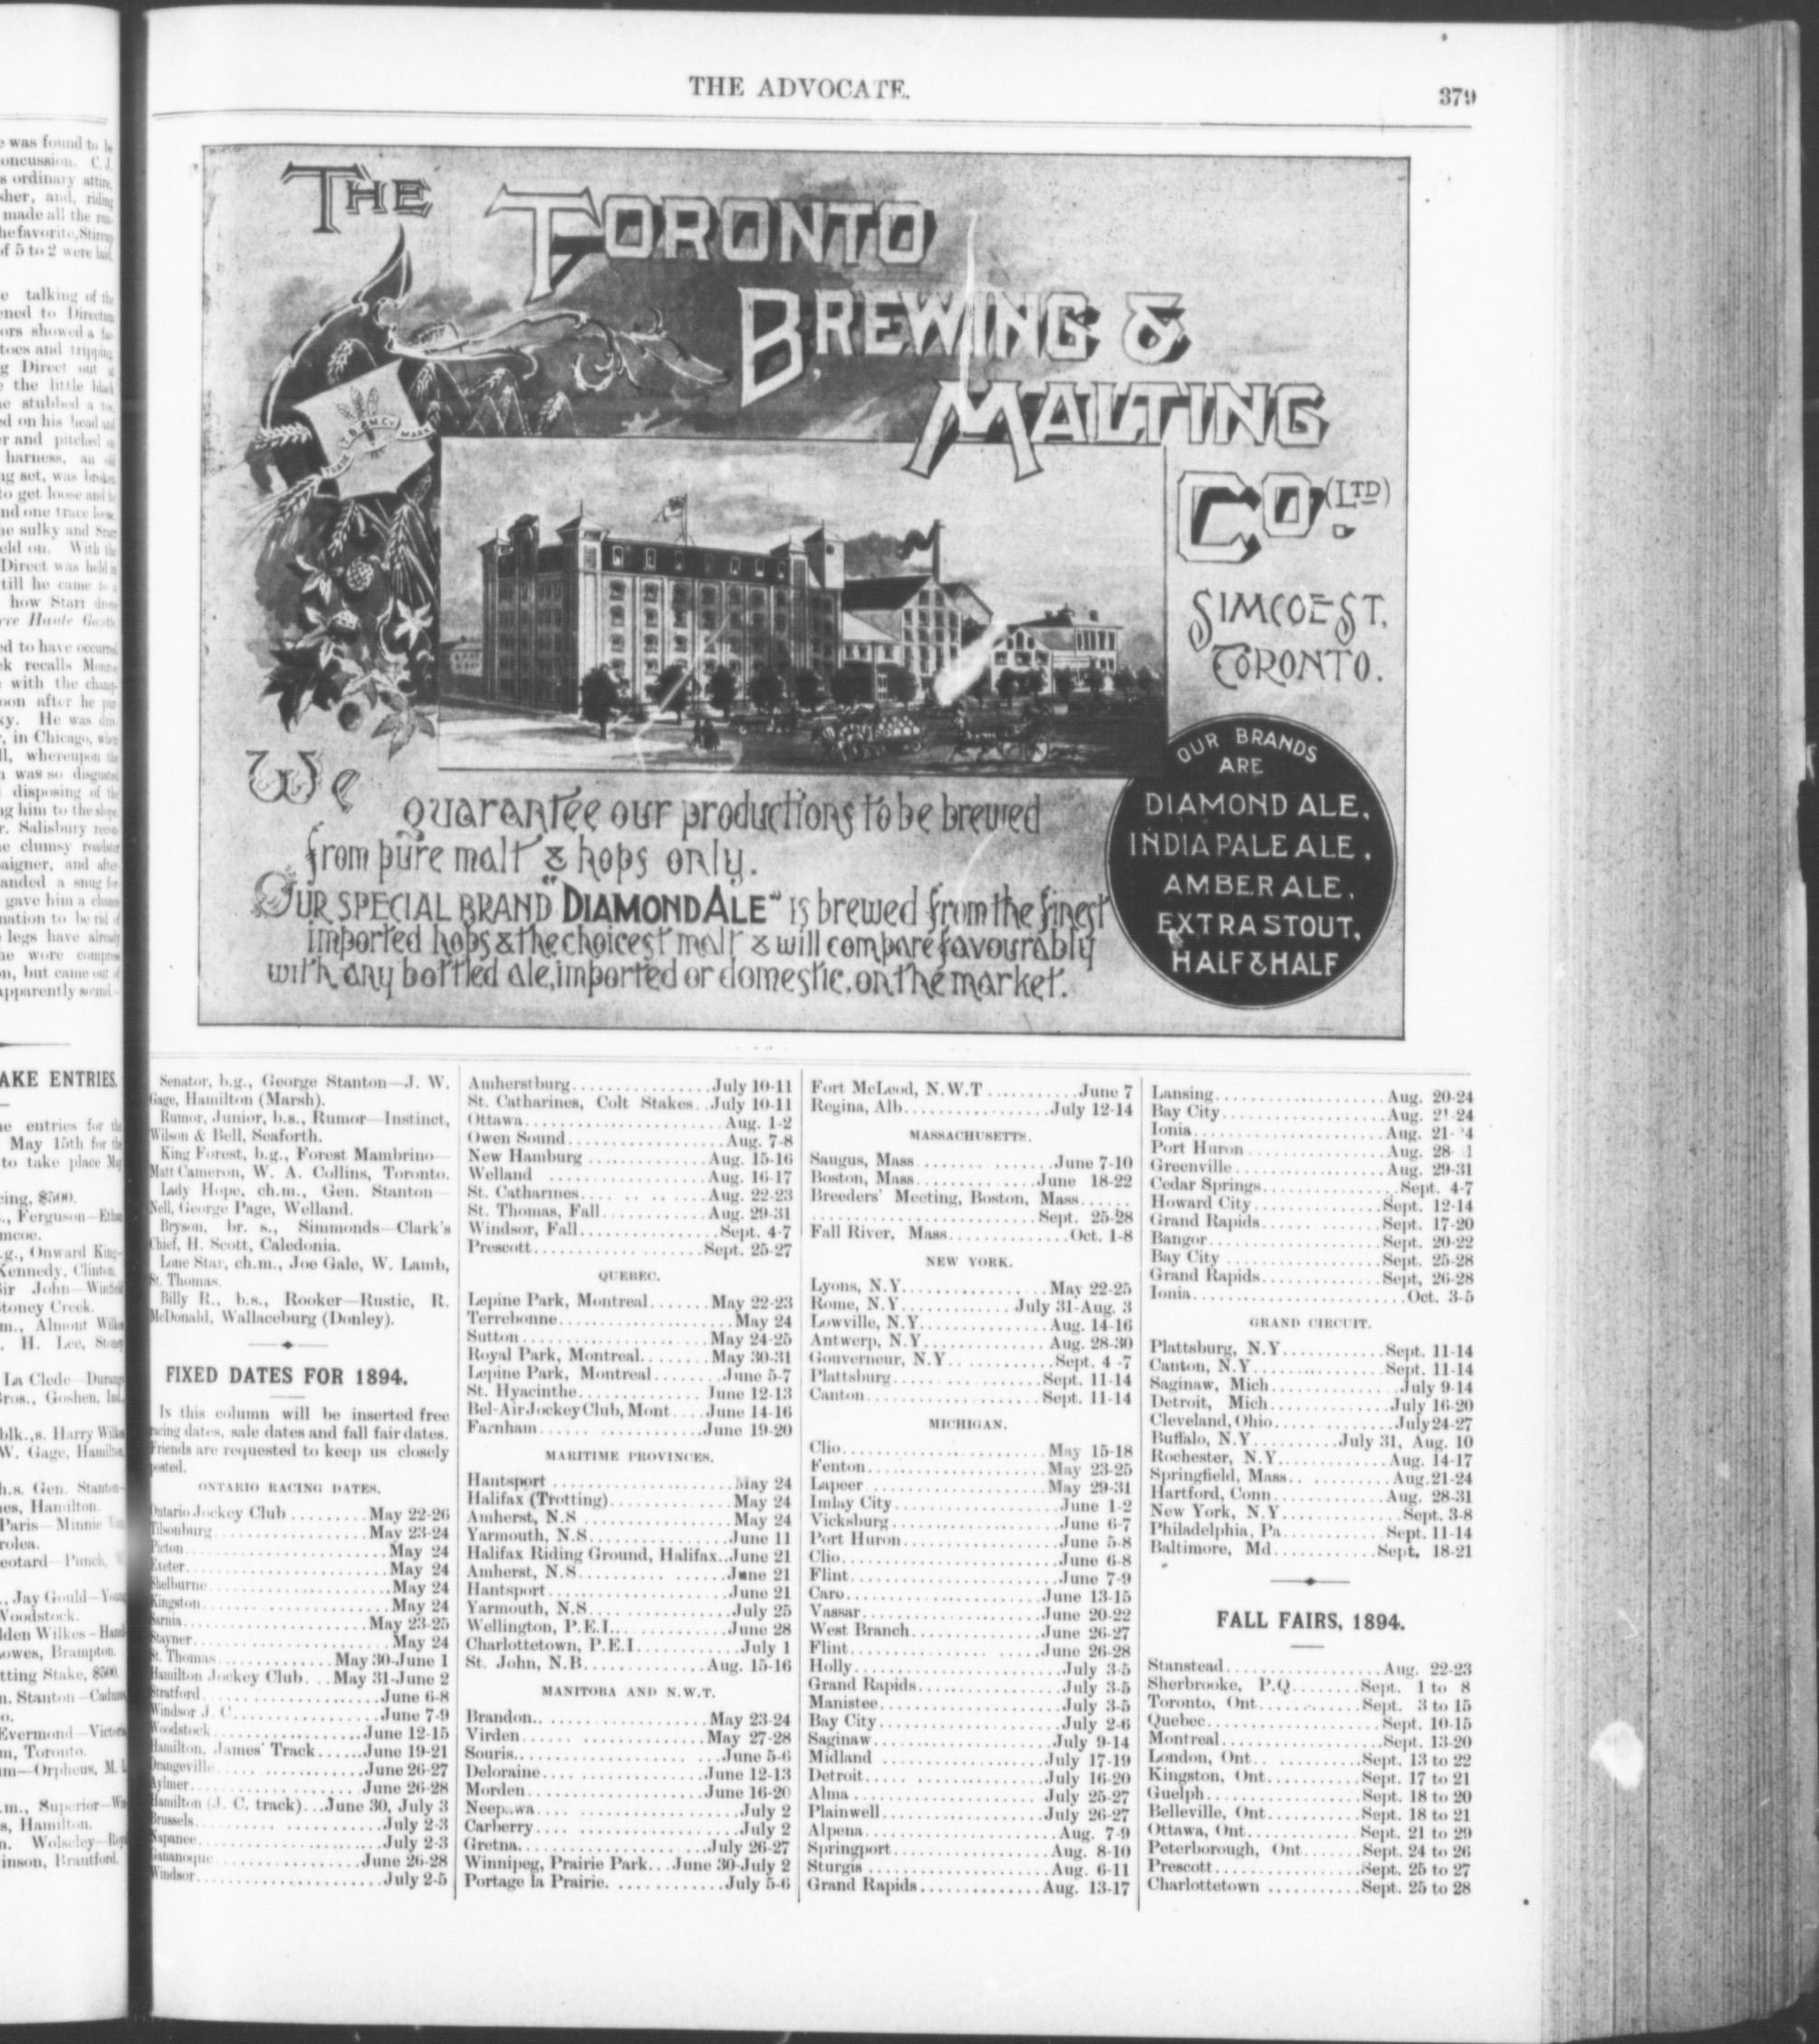 THE ADVOCATE.
379
THE TORONTO
BREWING &
MALTING
CO. (LTD)
SIMCOE ST,
TORONTO.
TRADE T.B.&M.CY MARK
OUR BRANDS
ARE
DIAMOND ALE,
INDIA PALE ALE,
AMBER ALE,
EXTRA STOUT,
HALF & HALF
We guarantee our productions to be brewed
from pure malt & hops only.
OUR SPECIAL BRAND "DIAMOND ALE" is brewed from the finest
imported hops & the choicest malt & will compare favourably
with any bottled ale, imported or domestic, on the market.
Senator, b.g., George Stanton—J. W.
Gage, Hamilton (Marsh).
Rumor, Junior, b.s., Rumor—Instinct,
Wilson & Bell, Seaforth.
King Forest, b.g., Forest Mambrino—
Matt Cameron, W. A. Collins, Toronto.
Lady Hope, ch.m., Gen. Stanton—
Nell, George Page, Welland.
Bryson, br. s., Simmonds—Clark's
Chief, H. Scott, Caledonia.
Lone Star, ch.m., Joe Gale, W. Lamb,
St. Thomas.
Billy R., b.s., Rooker—Rustic, R.
McDonald, Wallaceburg (Donley).
FIXED DATES FOR 1894.
In this column will be inserted free
racing dates, sale dates and fall fair dates.
Friends are requested to keep us closely
posted.
ONTARIO RACING DATES.
Ontario Jockey Club ......... May 22-26
Tilsonburg ......... May 23-24
Picton ......... May 24
Exeter ......... May 24
Shelburne ......... May 24
Kingston ......... May 24
Sarnia ......... May 23-25
Stayner ......... May 24
St. Thomas ......... May 30-June 1
Hamilton Jockey Club ... May 31-June 2
Stratford ......... June 6-8
Windsor J. C. ......... June 7-9
Woodstock ......... June 12-15
Hamilton, James' Track ...... June 19-21
Orangeville ......... June 26-27
Aylmer ......... June 26-28
Hamilton (J. C. track) ... June 30, July 3
Brussels ......... July 2-3
Napanee ......... July 2-3
Gananoque ......... June 26-28
Windsor ......... July 2-5
Amherstburg ......... July 10-11
St. Catharines, Colt Stakes .. July 10-11
Ottawa ......... Aug. 1-2
Owen Sound ......... Aug. 7-8
New Hamburg ......... Aug. 15-16
Welland ......... Aug. 16-17
St. Catharines ......... Aug. 22-23
St. Thomas, Fall ......... Aug. 29-31
Windsor, Fall ......... Sept. 4-7
Prescott ......... Sept. 25-27
QUEBEC.
Lepine Park, Montreal ....... May 22-23
Terrebonne ......... May 24
Sutton ......... May 24-25
Royal Park, Montreal ........ May 30-31
Lepine Park, Montreal ........ June 5-7
St. Hyacinthe ......... June 12-13
Bel-Air Jockey Club, Mont .... June 14-16
Farnham ......... June 19-20
MARITIME PROVINCES.
Hantsport ......... May 24
Halifax (Trotting) ......... May 24
Amherst, N.S ......... May 24
Yarmouth, N.S. ......... June 11
Halifax Riding Ground, Halifax .. June 21
Amherst, N.S ......... June 21
Hantsport ......... June 21
Yarmouth, N.S. ......... July 25
Wellington, P.E.I. ......... June 28
Charlottetown, P.E.I ......... July 1
St. John, N.B ......... Aug. 15-16
MANITOBA AND N.W.T.
Brandon ......... May 23-24
Virden ......... May 27-28
Souris ......... June 5-6
Deloraine ......... June 12-13
Morden ......... June 16-20
Neepawa ......... July 2
Carberry ......... July 2
Gretna ......... July 26-27
Winnipeg, Prairie Park ... June 30-July 2
Portage la Prairie. ......... July 5-6
Fort McLeod, N.W.T ......... June 7
Regina, Alb ......... July 12-14
MASSACHUSETTS.
Saugus, Mass ......... June 7-10
Boston, Mass ......... June 18-22
Breeders' Meeting, Boston, Mass ......
......... Sept. 25-28
Fall River, Mass ......... Oct. 1-8
NEW YORK.
Lyons, N.Y ......... May 22-25
Rome, N.Y ......... July 31-Aug. 3
Lowville, N.Y ......... Aug. 14-16
Antwerp, N.Y ......... Aug. 28-30
Gouverneur, N.Y ......... Sept. 4-7
Plattsburg ......... Sept. 11-14
Canton ......... Sept. 11-14
MICHIGAN.
Clio ......... May 15-18
Fenton ......... May 23-25
Lapeer ......... May 29-31
Imlay City ......... June 1-2
Vicksburg ......... June 6-7
Port Huron ......... June 5-8
Clio ......... June 6-8
Flint ......... June 7-9
Caro ......... June 13-15
Vassar ......... June 20-22
West Branch ......... June 26-27
Flint ......... June 26-28
Holly ......... July 3-5
Grand Rapids ......... July 3-5
Manistee ......... July 3-5
Bay City ......... July 2-6
Saginaw ......... July 9-14
Midland ......... July 17-19
Detroit ......... July 16-20
Alma ......... July 25-27
Plainwell ......... July 26-27
Alpena ......... Aug. 7-9
Springport ......... Aug. 8-10
Sturgis ......... Aug. 6-11
Grand Rapids ......... Aug. 13-17
Lansing ......... Aug. 20-24
Bay City ......... Aug. 21-24
Ionia ......... Aug. 21- 4
Port Huron ......... Aug. 28- 1
Greenville ......... Aug. 29-31
Cedar Springs ......... Sept. 4-7
Howard City ......... Sept. 12-14
Grand Rapids ......... Sept. 17-20
Bangor ......... Sept. 20-22
Bay City ......... Sept. 25-28
Grand Rapids ......... Sept, 26-28
Ionia ......... Oct. 3-5
GRAND CIRCUIT.
Plattsburg, N.Y ......... Sept. 11-14
Canton, N.Y ......... Sept. 11-14
Saginaw, Mich ......... July 9-14
Detroit, Mich ......... July 16-20
Cleveland, Ohio ......... July 24-27
Buffalo, N.Y ......... July 31, Aug. 10
Rochester, N.Y ......... Aug. 14-17
Springfield, Mass ......... Aug. 21-24
Hartford, Conn ......... Aug. 28-31
New York, N.Y ......... Sept. 3-8
Philadelphia, Pa ......... Sept. 11-14
Baltimore, Md ......... Sept. 18-21
FALL FAIRS, 1894.
Stanstead ......... Aug. 22-23
Sherbrooke, P.Q ......... Sept. 1 to 8
Toronto, Ont ......... Sept. 3 to 15
Quebec ......... Sept. 10-15
Montreal ......... Sept. 13-20
London, Ont ......... Sept. 13 to 22
Kingston, Ont ......... Sept. 17 to 21
Guelph ......... Sept. 18 to 20
Belleville, Ont ......... Sept. 18 to 21
Ottawa, Ont ......... Sept. 21 to 29
Peterborough, Ont ....... Sept. 24 to 26
Prescott ......... Sept. 25 to 27
Charlottetown ......... Sept. 25 to 28